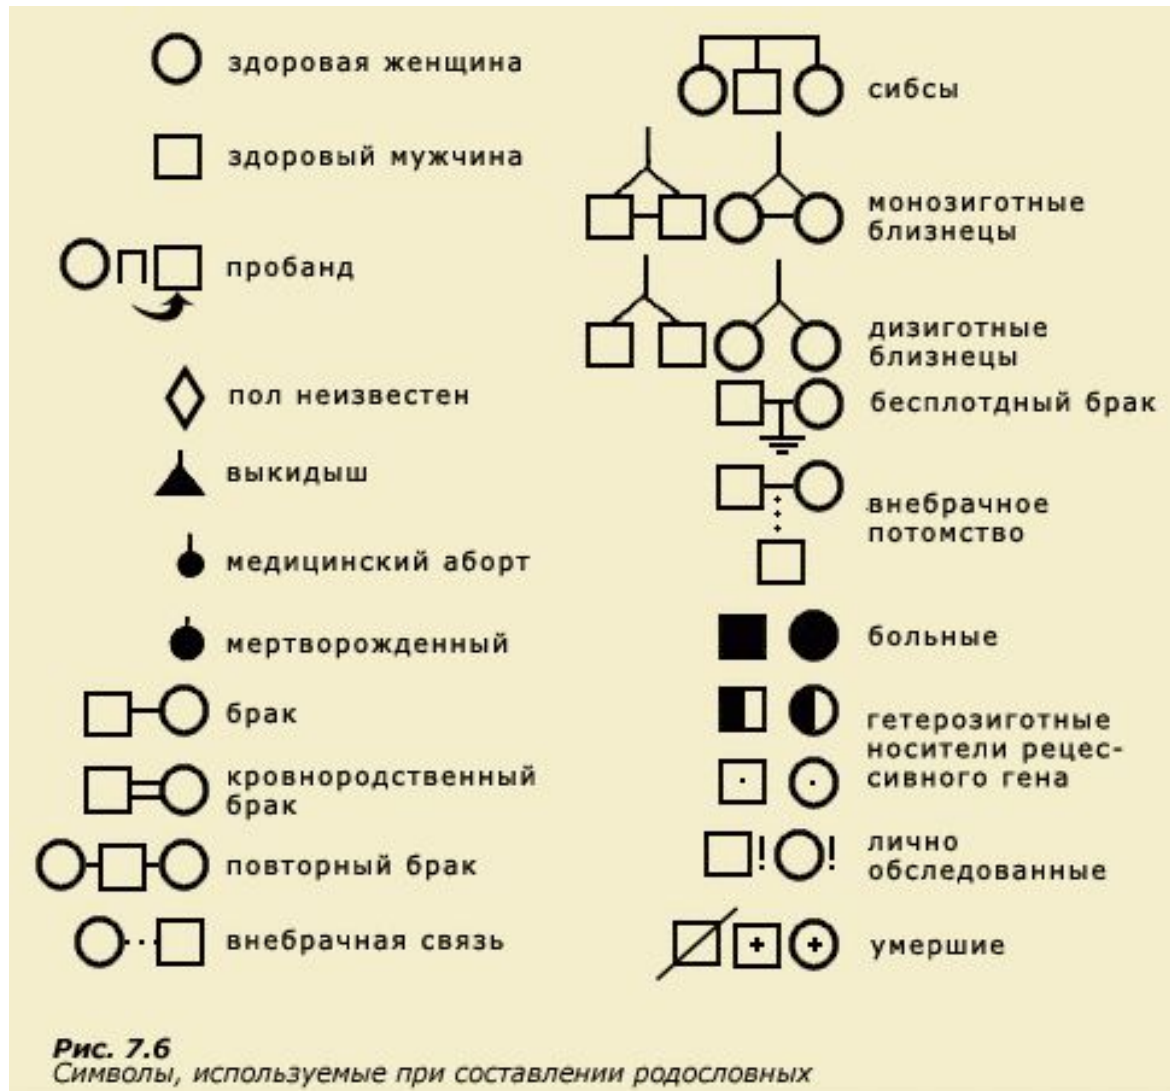 здоровая женщина
здоровый мужчина
П
пробанд
пол неизвестен
выкидыш
медицинский аборт
мертворожденный
брак
кровнородственный
брак
повторный брак
внебрачная связь
сибсы
монозиготные
близнецы
дизиготные
близнецы
бесплотдный брак
внебрачное
потомство
больные
гетерозиготные
носители рецес-
сивного гена
! !
лично
обследованные
умершие
Рис. 7.6
Символы, используемые при составлении родословных